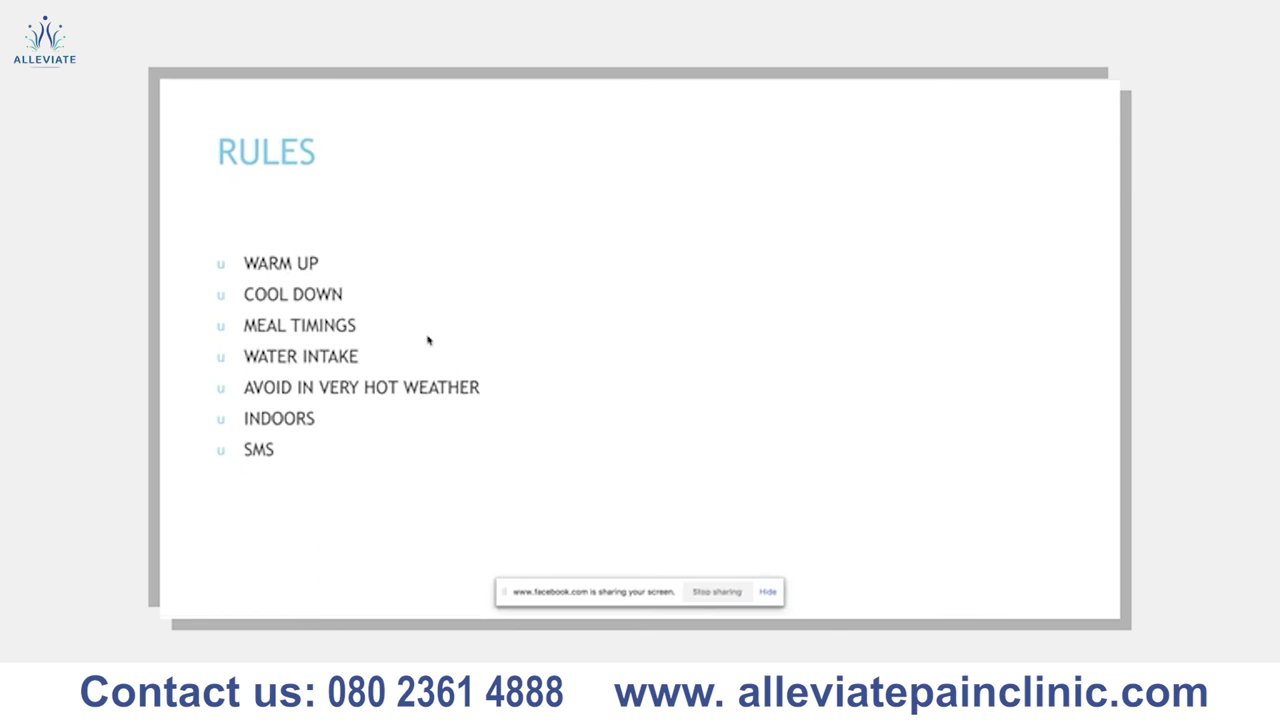 ALLEVIATE
RULES
u WARM UP
u COOL DOWN
u MEAL TIMINGS
u WATER INTAKE
u AVOID IN VERY HOT WEATHER
u INDOORS
u SMS
www.facebook.com is sharing your screen. Stop sharing Hide
Contact us: 080 2361 4888 www. alleviatepainclinic.com